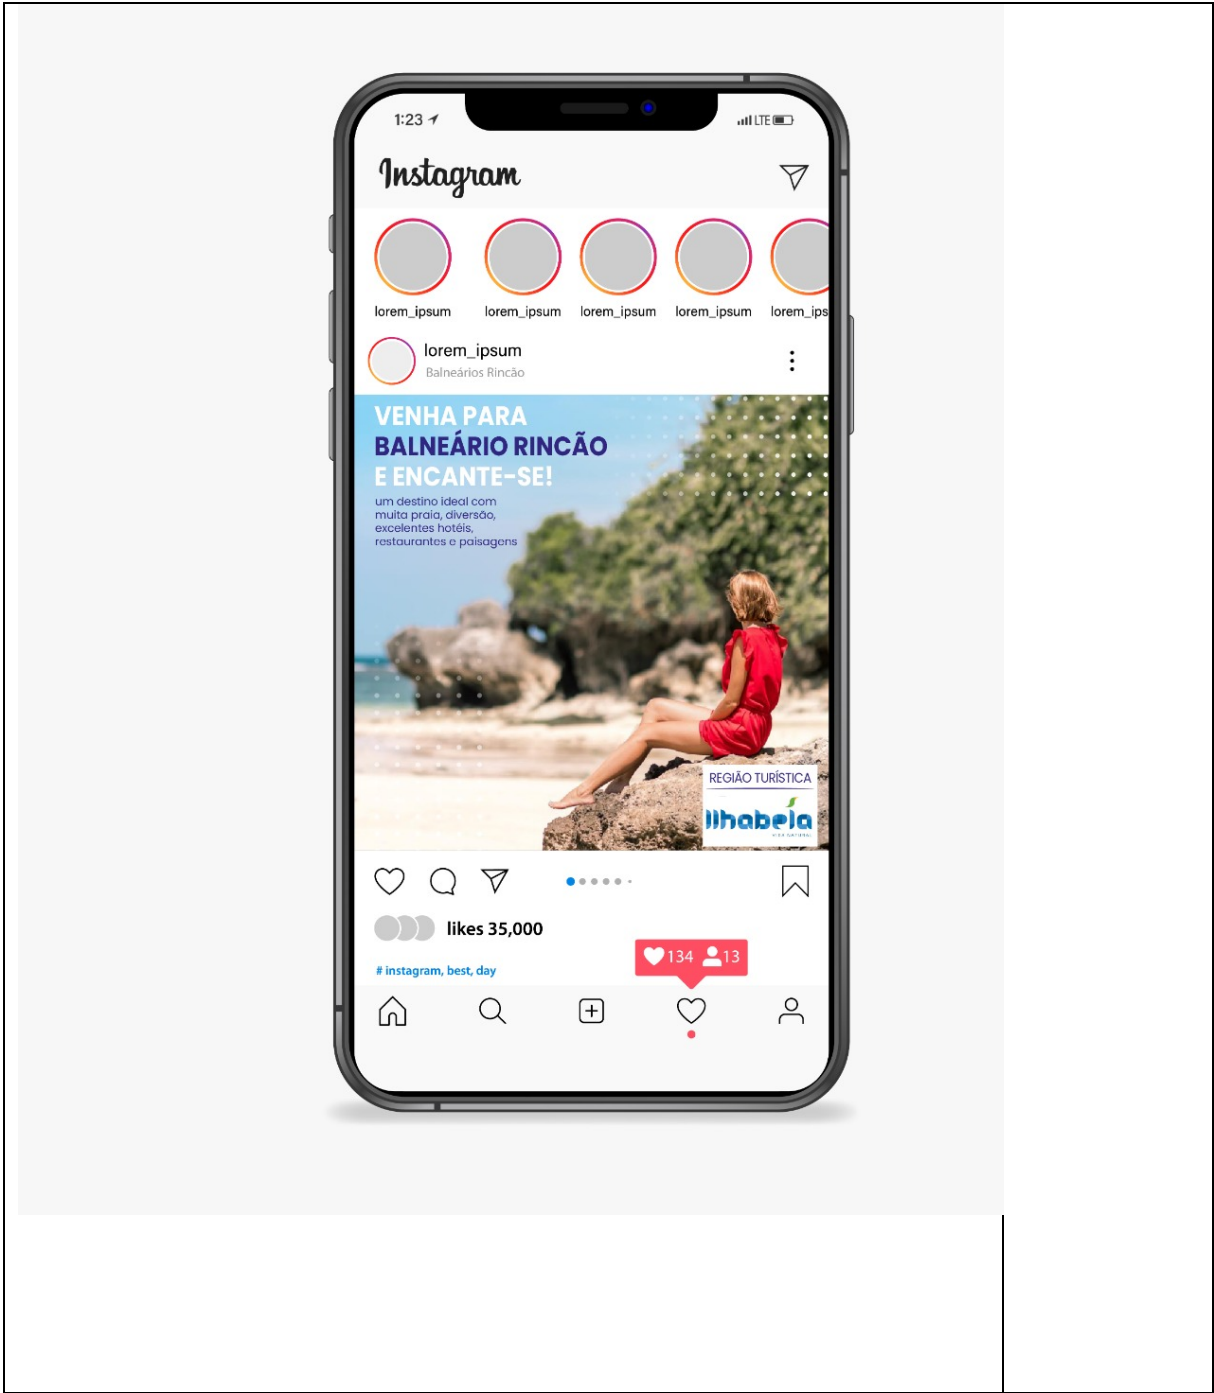 1:23
LTE
Instagram
lorem_ipsum lorem_ipsum lorem_ipsum lorem_ipsum lorem_ips
lorem_ipsum
Balneários Rincão
VENHA PARA
BALNEÁRIO RINCÃO
E ENCANTE-SE!
um destino ideal com
muita praia, diversão,
excelentes hotéis,
restaurantes e paisagens
REGIÃO TURÍSTICA
Ilhabela
likes 35,000
134 13
# instagram, best, day